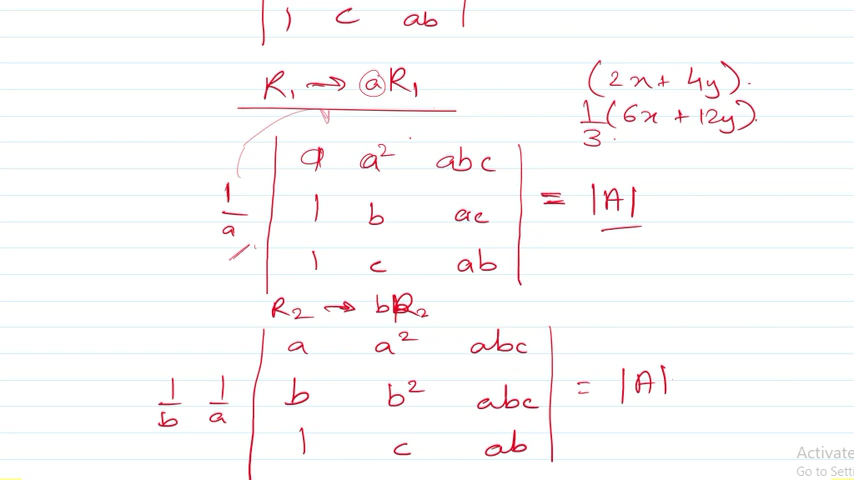 | 1 c ab |
R₁ → aR₁
(2x + 4y).
1/3 (6x + 12y).
| a a² abc |
1/a | 1 b ac | = |A|
| 1 c ab |
R₂ → bR₂
| a a² abc |
1/b 1/a | b b² abc | = |A|
| 1 c ab |
Activate
Go to Setti